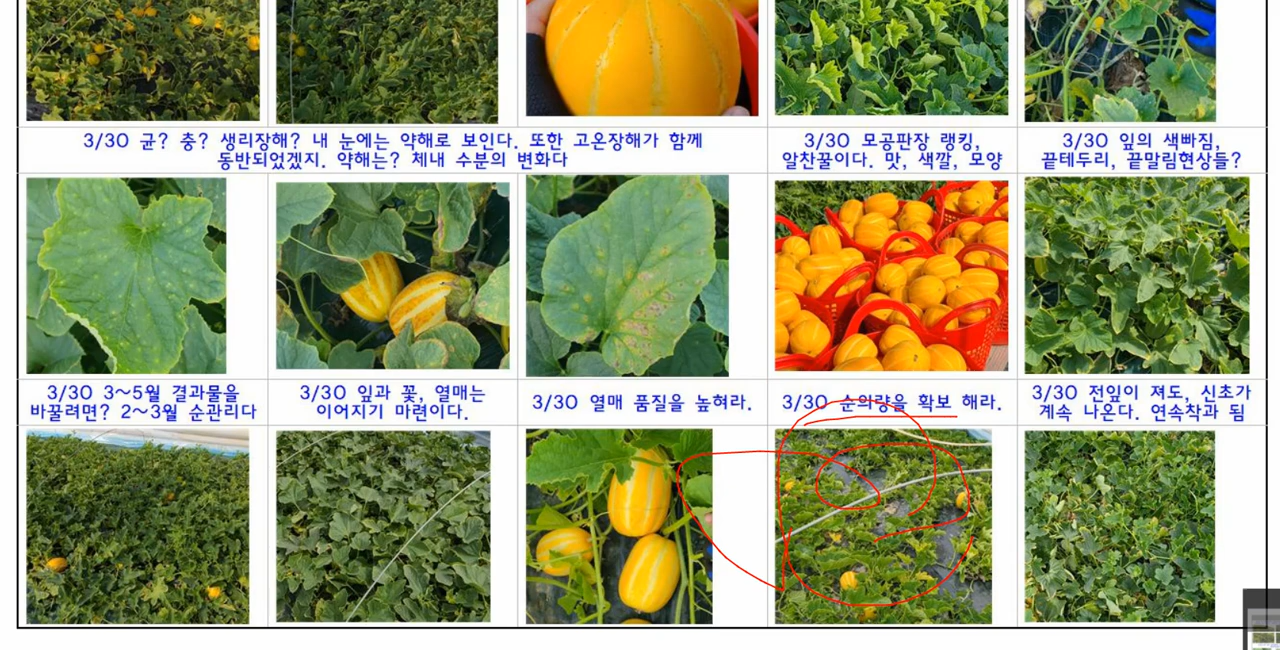 3/30 균? 충? 생리장해? 내 눈에는 약해로 보인다. 또한 고온장해가 함께
동반되었겠지. 약해는? 체내 수분의 변화다
3/30 모공판장 랭킹,
알찬꿀이다. 맛, 색깔, 모양
3/30 잎의 색빠짐,
끝테두리, 끝말림현상들?
3/30 3~5월 결과물을
바꿀려면? 2~3월 순관리다
3/30 잎과 꽃, 열매는
이어지기 마련이다.
3/30 열매 품질을 높혀라.
3/30 순의량을 확보 해라.
3/30 전잎이 져도, 신초가
계속 나온다. 연속착과 됨